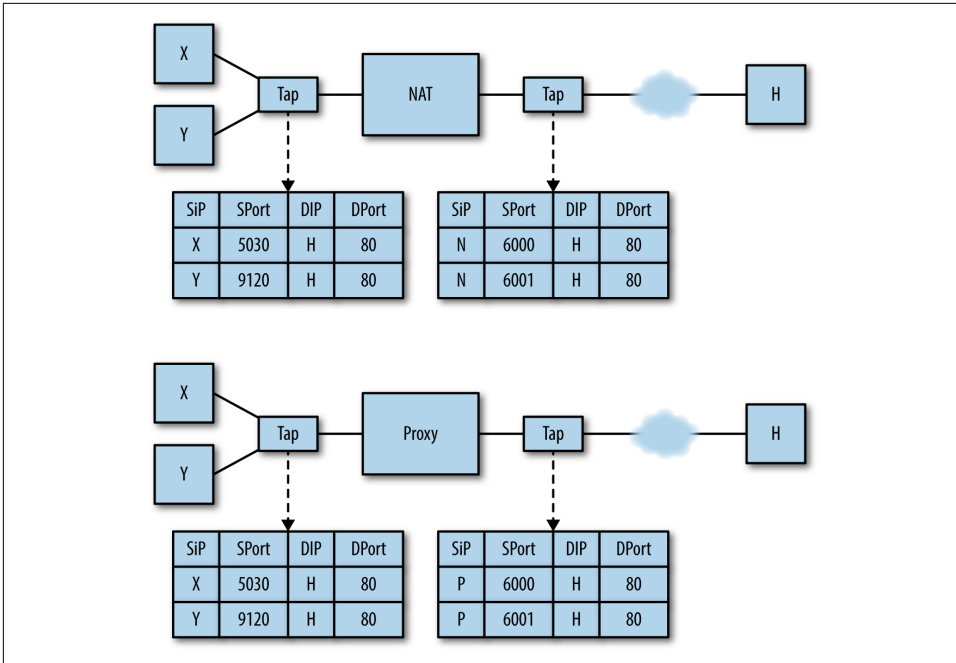 X
Y
Tap
NAT
Tap
H
SiP SPort DIP DPort
X 5030 H 80
Y 9120 H 80
SiP SPort DIP DPort
N 6000 H 80
N 6001 H 80
X
Y
Tap
Proxy
Tap
H
SiP SPort DIP DPort
X 5030 H 80
Y 9120 H 80
SiP SPort DIP DPort
P 6000 H 80
P 6001 H 80